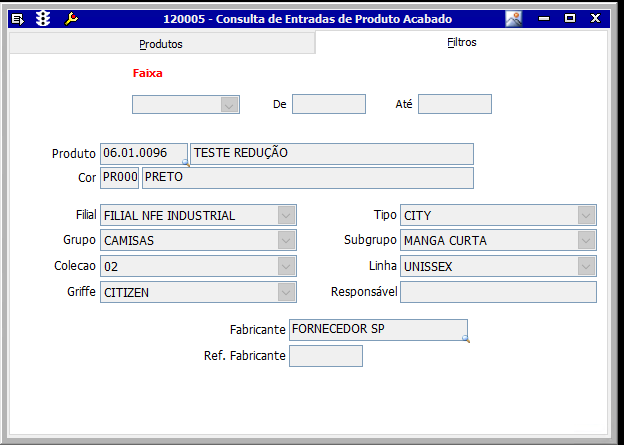 120005 - Consulta de Entradas de Produto Acabado
Produtos Filtros
Faixa
De Até
Produto 06.01.0096 TESTE REDUÇÃO
Cor PR000 PRETO
Filial FILIAL NFE INDUSTRIAL Tipo CITY
Grupo CAMISAS Subgrupo MANGA CURTA
Colecao 02 Linha UNISSEX
Griffe CITIZEN Responsável
Fabricante FORNECEDOR SP
Ref. Fabricante